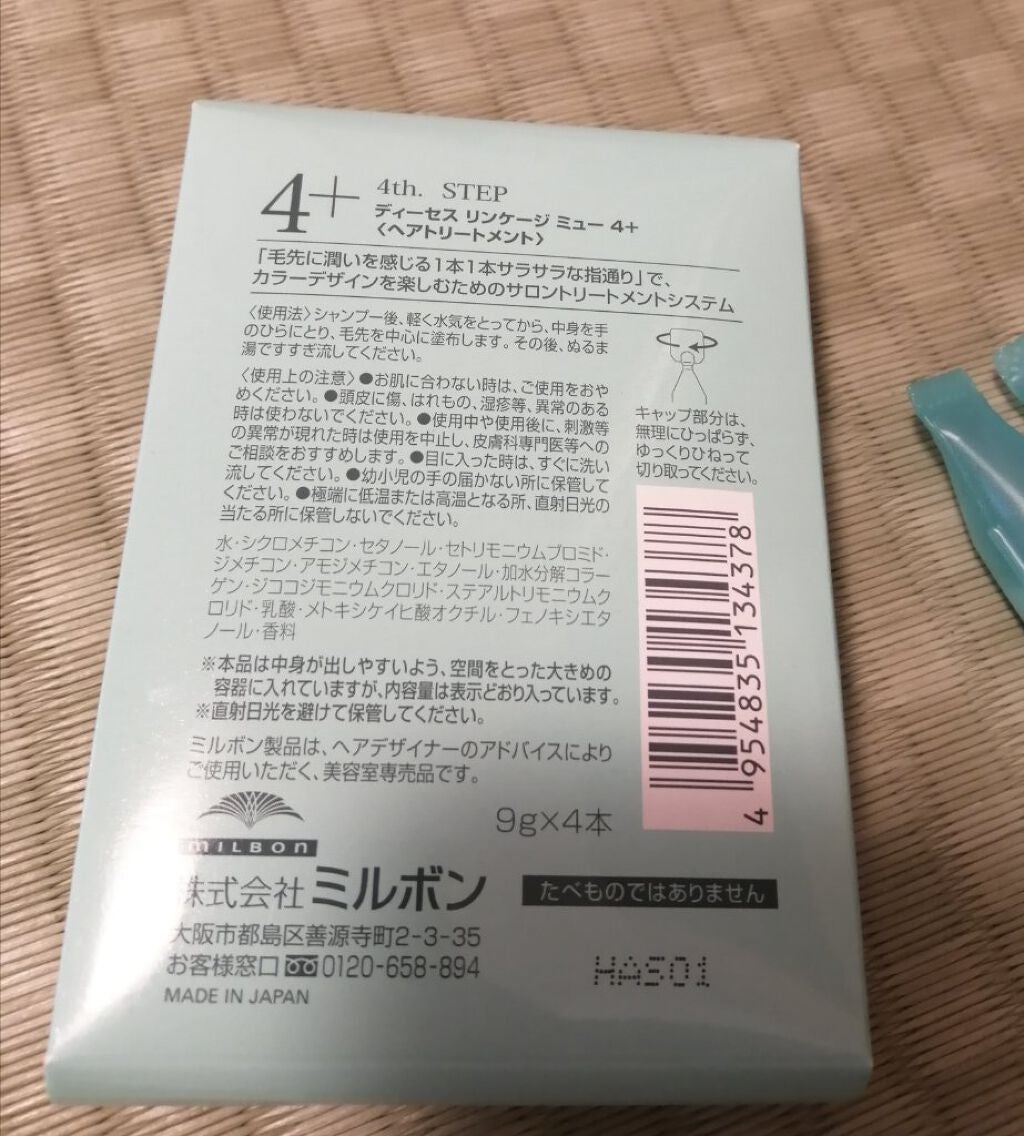 4+
4th. STEP
ディーセス リンケージ ミュー 4+
〈ヘアトリートメント〉
「毛先に潤いを感じる1本1本サラサラな指通り」で、
カラーデザインを楽しむためのサロントリートメントシステム
〈使用法〉シャンプー後、軽く水気をとってから、中身を手
のひらにとり、毛先を中心に塗布します。その後、ぬるま
湯ですすぎ流してください。
〈使用上の注意〉●お肌に合わない時は、ご使用をおや
めください。●頭皮に傷、はれもの、湿疹等、異常のある
時は使わないでください。●使用中や使用後に、刺激等
の異常が現れた時は使用を中止し、皮膚科専門医等への
ご相談をおすすめします。●目に入った時は、すぐに洗い
流してください。●幼小児の手の届かない所に保管して
ください。●極端に低温または高温となる所、直射日光の
当たる所に保管しないでください。
キャップ部分は、
無理にひっぱらず、
ゆっくりひねって
切り取ってください。
水・シクロメチコン・セタノール・セトリモニウムブロミド・
ジメチコン・アモジメチコン・エタノール・加水分解コラー
ゲン・ジココジモニウムクロリド・ステアルトリモニウムク
ロリド・乳酸・メトキシケイヒ酸オクチル・フェノキシエタ
ノール・香料
※本品は中身が出しやすいよう、空間をとった大きめの
容器に入れていますが、内容量は表示どおり入っています。
※直射日光を避けて保管してください。
ミルボン製品は、ヘアデザイナーのアドバイスにより
ご使用いただく、美容室専売品です。
4954835134378
9g×4本
MILBON
株式会社ミルボン
たべものではありません
大阪市都島区善源寺町2-3-35
お客様窓口 0120-658-894
MADE IN JAPAN
HAS01